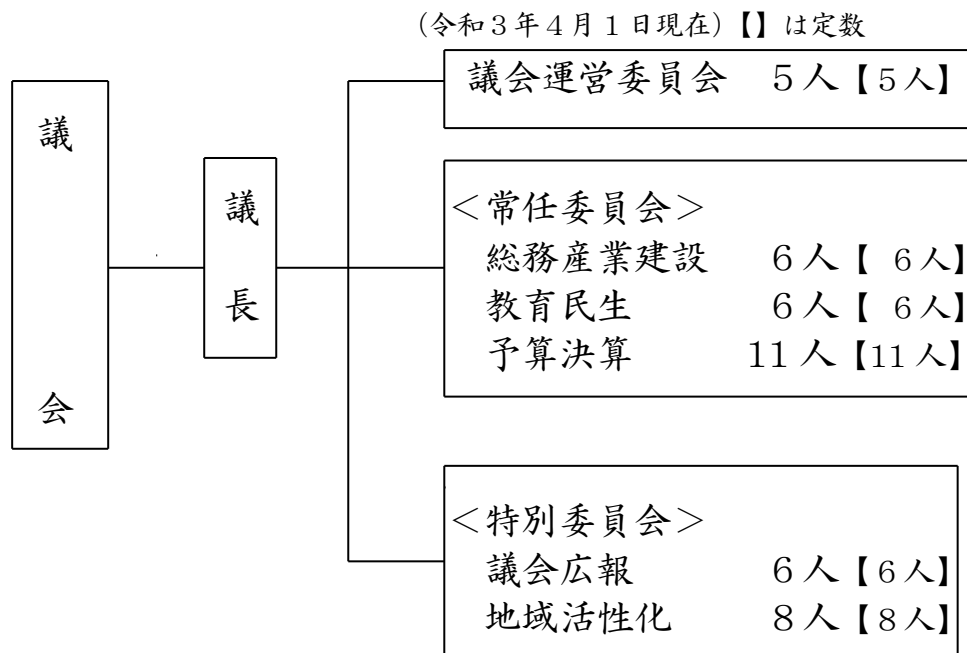 (令和３年４月１日現在)【】は定数
議会
議長
議会運営委員会 ５人【５人】
＜常任委員会＞
総務産業建設 ６人【 ６人】
教育民生 ６人【 ６人】
予算決算 11人【11人】
＜特別委員会＞
議会広報 ６人【６人】
地域活性化 ８人【８人】